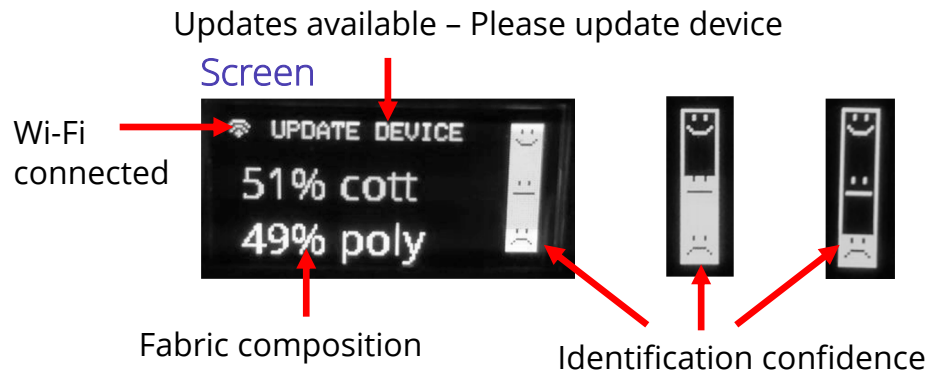 Updates available – Please update device
Screen
Wi-Fi
connected
UPDATE DEVICE
51% cott
49% poly
Fabric composition
Identification confidence